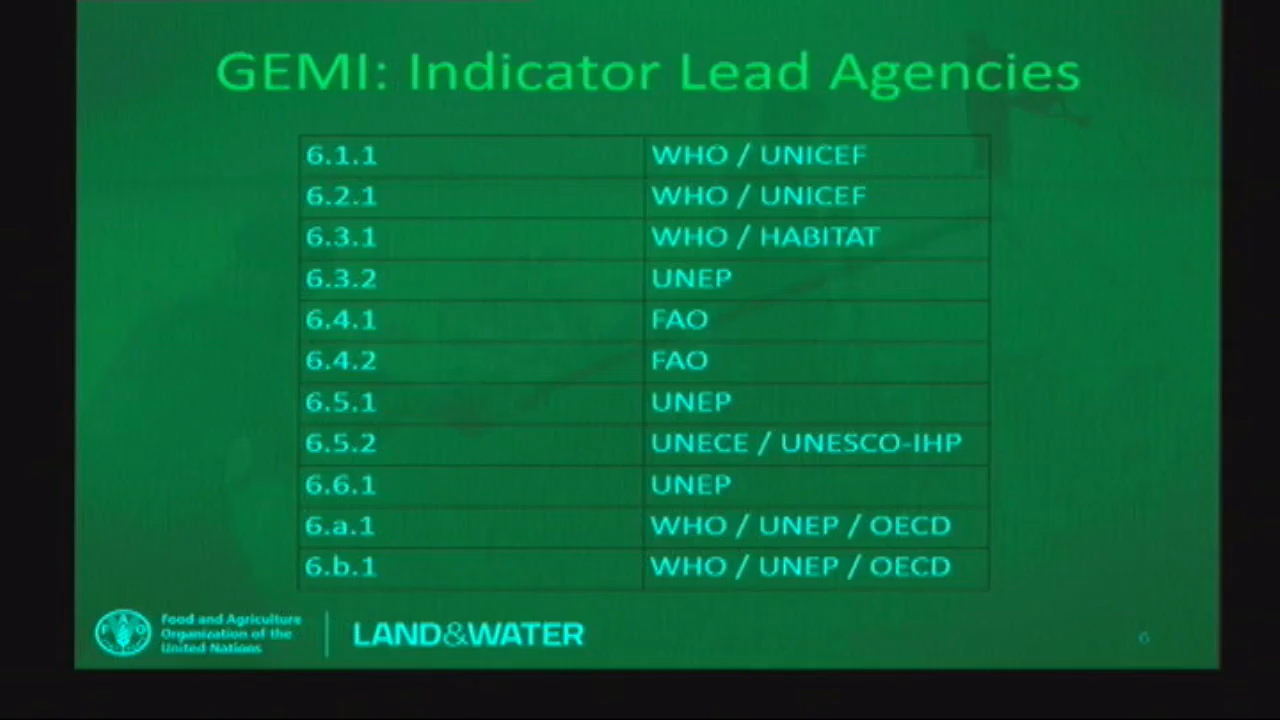 GEMI: Indicator Lead Agencies
6.1.1 WHO / UNICEF
6.2.1 WHO / UNICEF
6.3.1 WHO / HABITAT
6.3.2 UNEP
6.4.1 FAO
6.4.2 FAO
6.5.1 UNEP
6.5.2 UNECE / UNESCO-IHP
6.6.1 UNEP
6.a.1 WHO / UNEP / OECD
6.b.1 WHO / UNEP / OECD
Food and Agriculture
Organization of the
United Nations
LAND&WATER
6